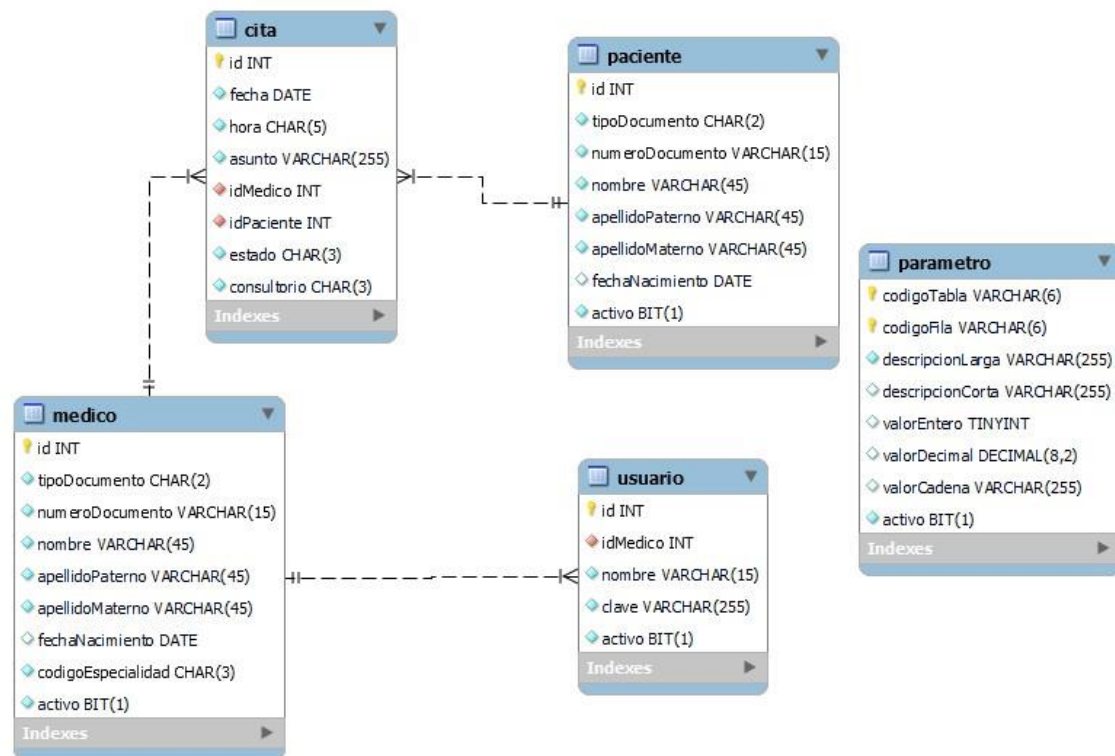 cita
id INT
fecha DATE
hora CHAR(5)
asunto VARCHAR(255)
idMedico INT
idPaciente INT
estado CHAR(3)
consultorio CHAR(3)
Indexes
paciente
id INT
tipoDocumento CHAR(2)
numeroDocumento VARCHAR(15)
nombre VARCHAR(45)
apellidoPaterno VARCHAR(45)
apellidoMaterno VARCHAR(45)
fechaNacimiento DATE
activo BIT(1)
Indexes
parametro
codigoTabla VARCHAR(6)
codigoFila VARCHAR(6)
descripcionLarga VARCHAR(255)
descripcionCorta VARCHAR(255)
valorEntero TINYINT
valorDecimal DECIMAL(8,2)
valorCadena VARCHAR(255)
activo BIT(1)
Indexes
medico
id INT
tipoDocumento CHAR(2)
numeroDocumento VARCHAR(15)
nombre VARCHAR(45)
apellidoPaterno VARCHAR(45)
apellidoMaterno VARCHAR(45)
fechaNacimiento DATE
codigoEspecialidad CHAR(3)
activo BIT(1)
Indexes
usuario
id INT
idMedico INT
nombre VARCHAR(15)
clave VARCHAR(255)
activo BIT(1)
Indexes